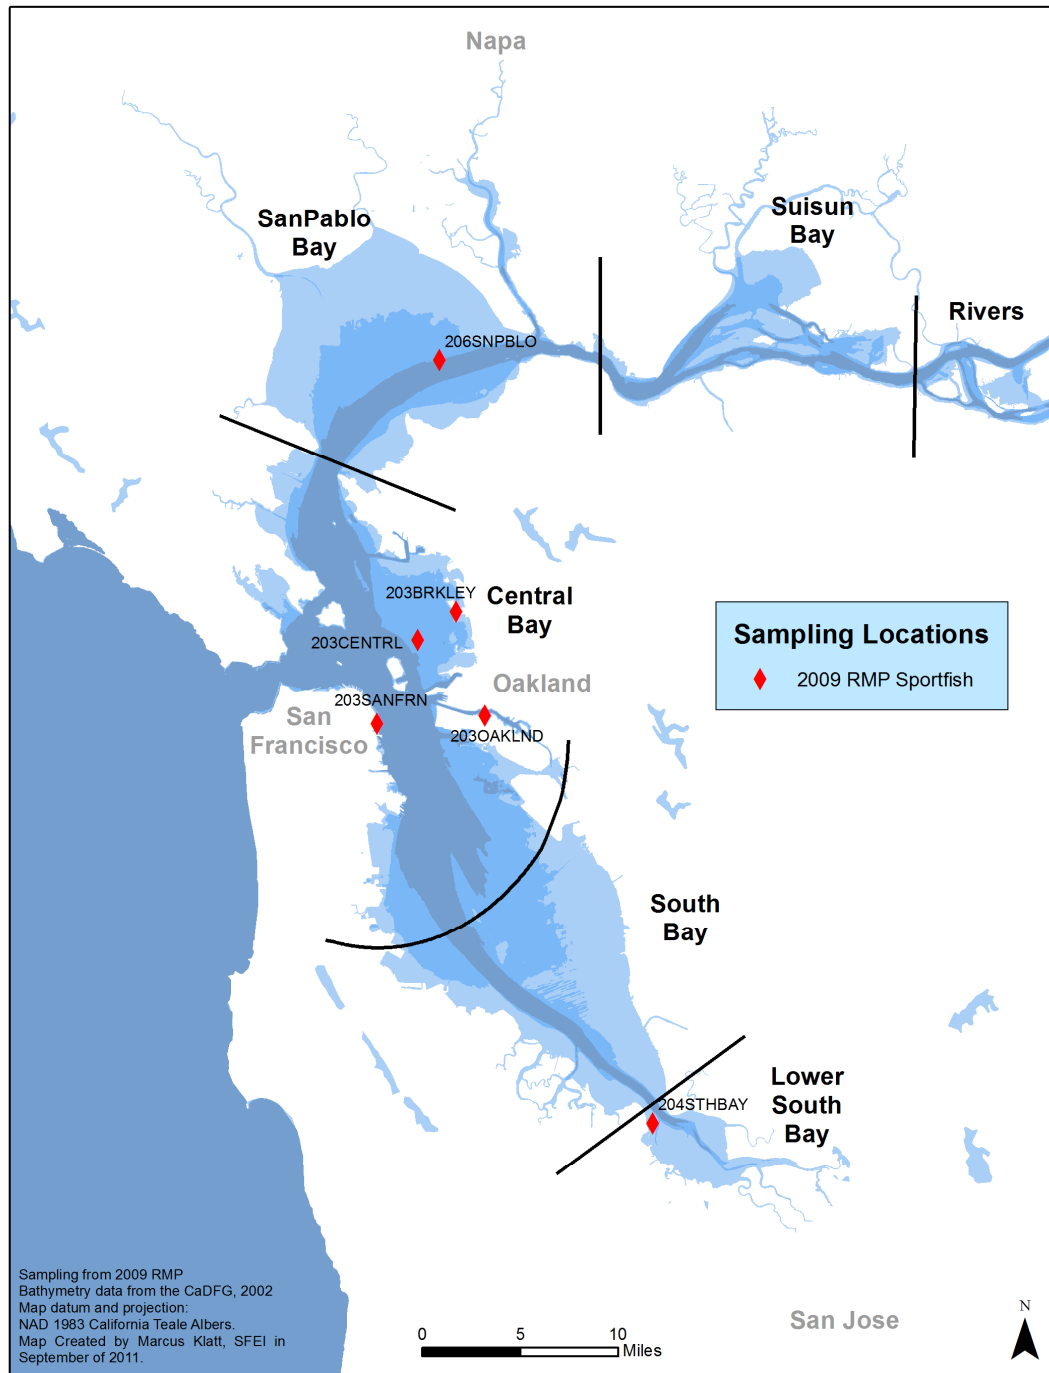 Napa
SanPablo
Bay
Suisun
Bay
Rivers
206SNPBLO
203BRKLEY
Central
Bay
203CENTRL
Sampling Locations
2009 RMP Sportfish
Oakland
203SANFRN
San
Francisco
203OAKLND
South
Bay
Lower
South
Bay
204STHBAY
Sampling from 2009 RMP
Bathymetry data from the CaDFG, 2002
Map datum and projection:
NAD 1983 California Teale Albers.
Map Created by Marcus Klatt, SFEI in
September of 2011.
San Jose
N
0 5 10
Miles